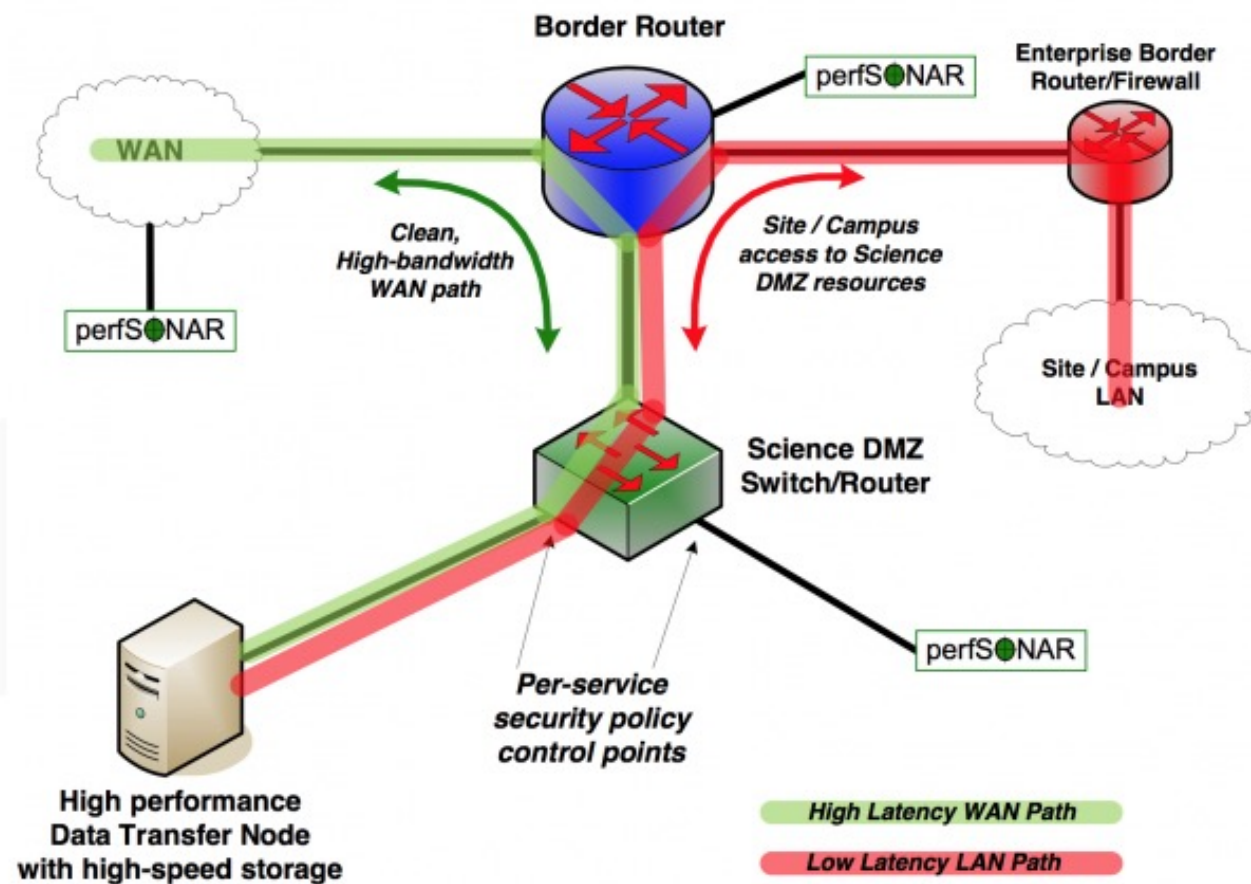 Border Router
perfSONAR
Enterprise Border
Router/Firewall
WAN
Clean,
High-bandwidth
WAN path
Site / Campus
access to Science
DMZ resources
perfSONAR
Site / Campus
LAN
Science DMZ
Switch/Router
perfSONAR
Per-service
security policy
control points
High performance
Data Transfer Node
with high-speed storage
High Latency WAN Path
Low Latency LAN Path